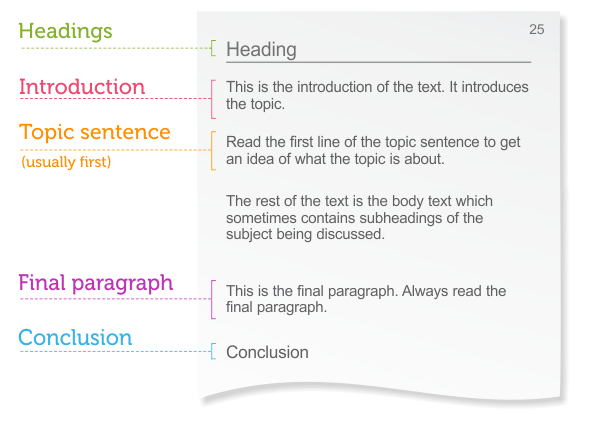 25
Headings
Heading
Introduction
This is the introduction of the text. It introduces
the topic.
Topic sentence
(usually first)
Read the first line of the topic sentence to get
an idea of what the topic is about.
The rest of the text is the body text which
sometimes contains subheadings of the
subject being discussed.
Final paragraph
This is the final paragraph. Always read the
final paragraph.
Conclusion
Conclusion